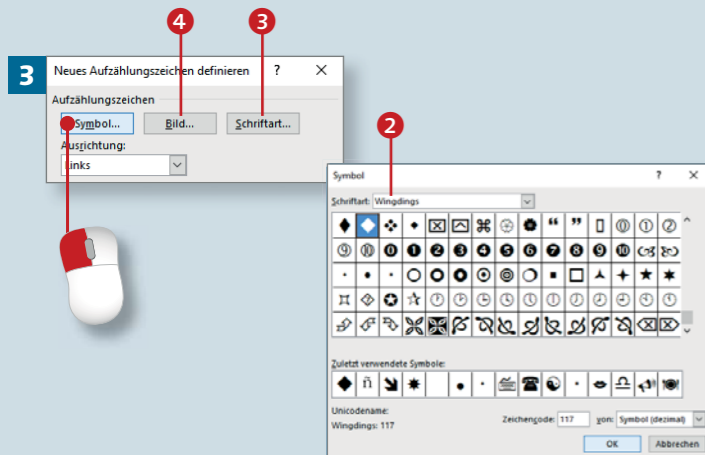 4 3
3
Neues Aufzählungszeichen definieren ? ×
Aufzählungszeichen
Symbol... Bild... Schriftart...
Ausrichtung:
Links
2
Symbol ? ×
Schriftart: Wingdings
Zuletzt verwendete Symbole:
Unicodename:
Wingdings: 117
Zeichencode: 117 von: Symbol (dezimal)
OK Abbrechen